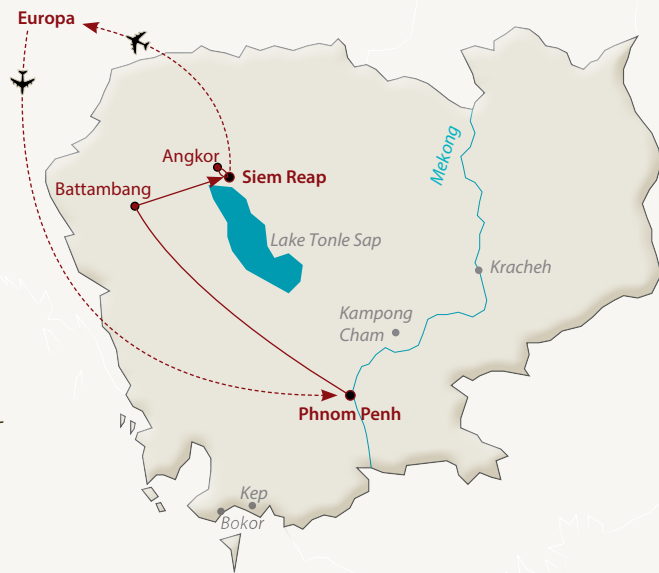 Europa
Angkor
Siem Reap
Battambang
Mekong
Lake Tonle Sap
Kracheh
Kampong
Cham
Phnom Penh
Kep
Bokor